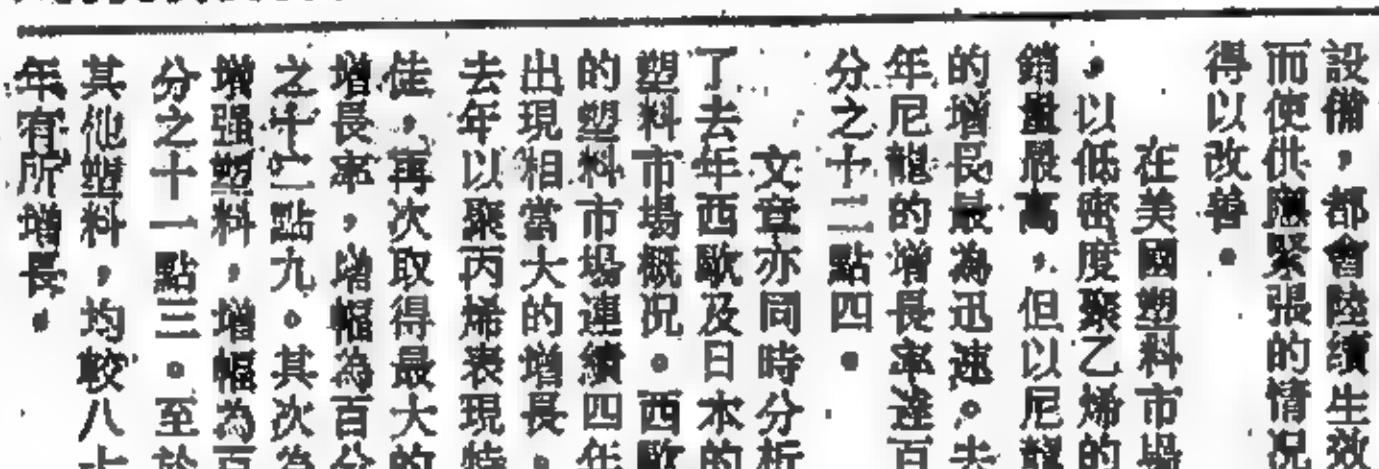 設備，都會陸續生效
而使供應緊張的情况
得以改善。
在美國塑料市場
，以低密度聚乙烯的
銷量最高，但以尼龍
的增長最為迅速。去
年尼龍的增長率達百
分之十二點四。
文章亦同時分析
了去年西歐及日本的
塑料市場概况。西歐
的塑料市場連續四年
出現相當大的增長。
去年以聚丙烯表現特
佳，再次取得最大的
增長率，增幅為百分
之十二點九。其次為
增强塑料，增幅為百
分之十一點三。至於
其他塑料，均較八十
年有所增長。